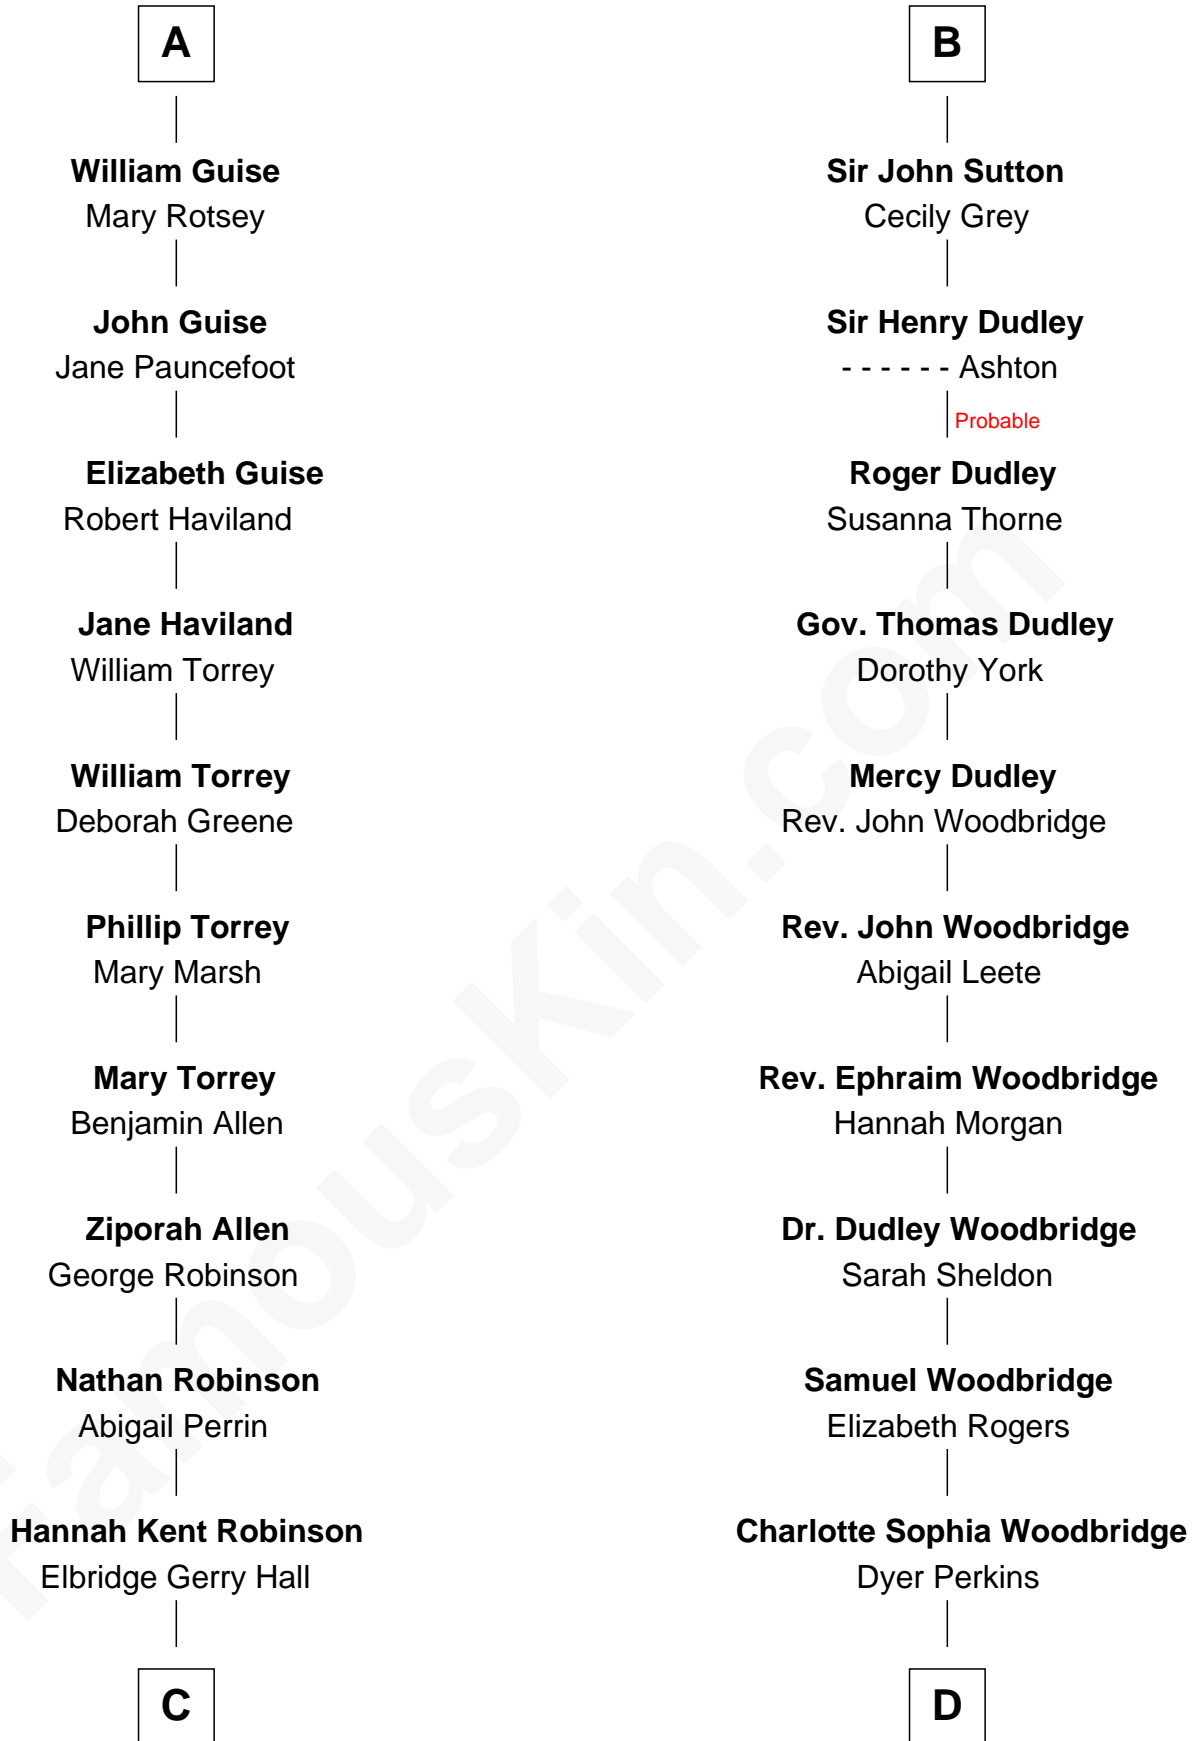 A
William Guise
Mary Rotsey
John Guise
Jane Pauncefoot
Elizabeth Guise
Robert Haviland
Jane Haviland
William Torrey
William Torrey
Deborah Greene
Phillip Torrey
Mary Marsh
Mary Torrey
Benjamin Allen
Ziporah Allen
George Robinson
Nathan Robinson
Abigail Perrin
Hannah Kent Robinson
Elbridge Gerry Hall
C
B
Sir John Sutton
Cecily Grey
Sir Henry Dudley
- - - - - - Ashton
Probable
Roger Dudley
Susanna Thorne
Gov. Thomas Dudley
Dorothy York
Mercy Dudley
Rev. John Woodbridge
Rev. John Woodbridge
Abigail Leete
Rev. Ephraim Woodbridge
Hannah Morgan
Dr. Dudley Woodbridge
Sarah Sheldon
Samuel Woodbridge
Elizabeth Rogers
Charlotte Sophia Woodbridge
Dyer Perkins
D
famouskin.com